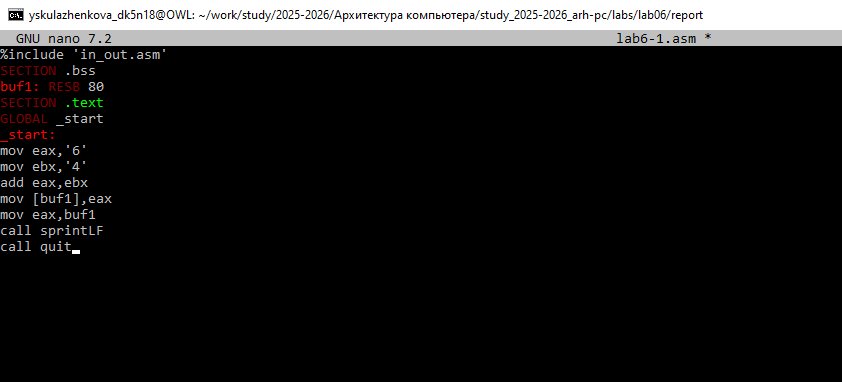 yskulazhenkova_dk5n18@OWL: ~/work/study/2025-2026/Архитектура компьютера/study_2025-2026_arh-pc/labs/lab06/report
GNU nano 7.2 lab6-1.asm *
%include 'in_out.asm'
SECTION .bss
buf1: RESB 80
SECTION .text
GLOBAL _start
_start:
mov eax,'6'
mov ebx,'4'
add eax,ebx
mov [buf1],eax
mov eax,buf1
call sprintLF
call quit